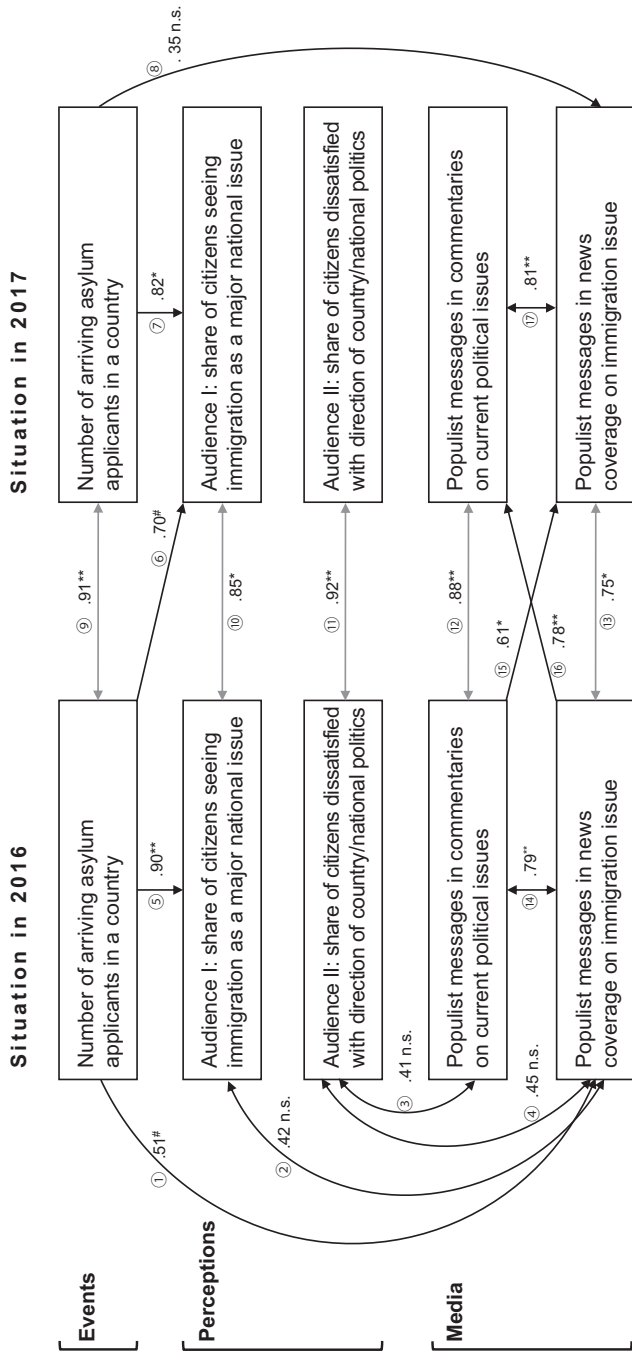 Situation in 2016
Situation in 2017
Events
Perceptions
Media
Number of arriving asylum
applicants in a country
Audience I: share of citizens seeing
immigration as a major national issue
Audience II: share of citizens dissatisfied
with direction of country/national politics
Populist messages in commentaries
on current political issues
Populist messages in news
coverage on immigration issue
Number of arriving asylum
applicants in a country
Audience I: share of citizens seeing
immigration as a major national issue
Audience II: share of citizens dissatisfied
with direction of country/national politics
Populist messages in commentaries
on current political issues
Populist messages in news
coverage on immigration issue
① .51#
② .42 n.s.
③ .41 n.s.
④ .45 n.s.
⑤ .90**
⑥ .70#
⑦ .82*
⑧ . 35 n.s.
⑨ .91**
⑩ .85*
⑪ .92**
⑫ .88**
⑬ .75*
⑭ .79**
⑮ .61*
⑯ .78**
⑰ .81**